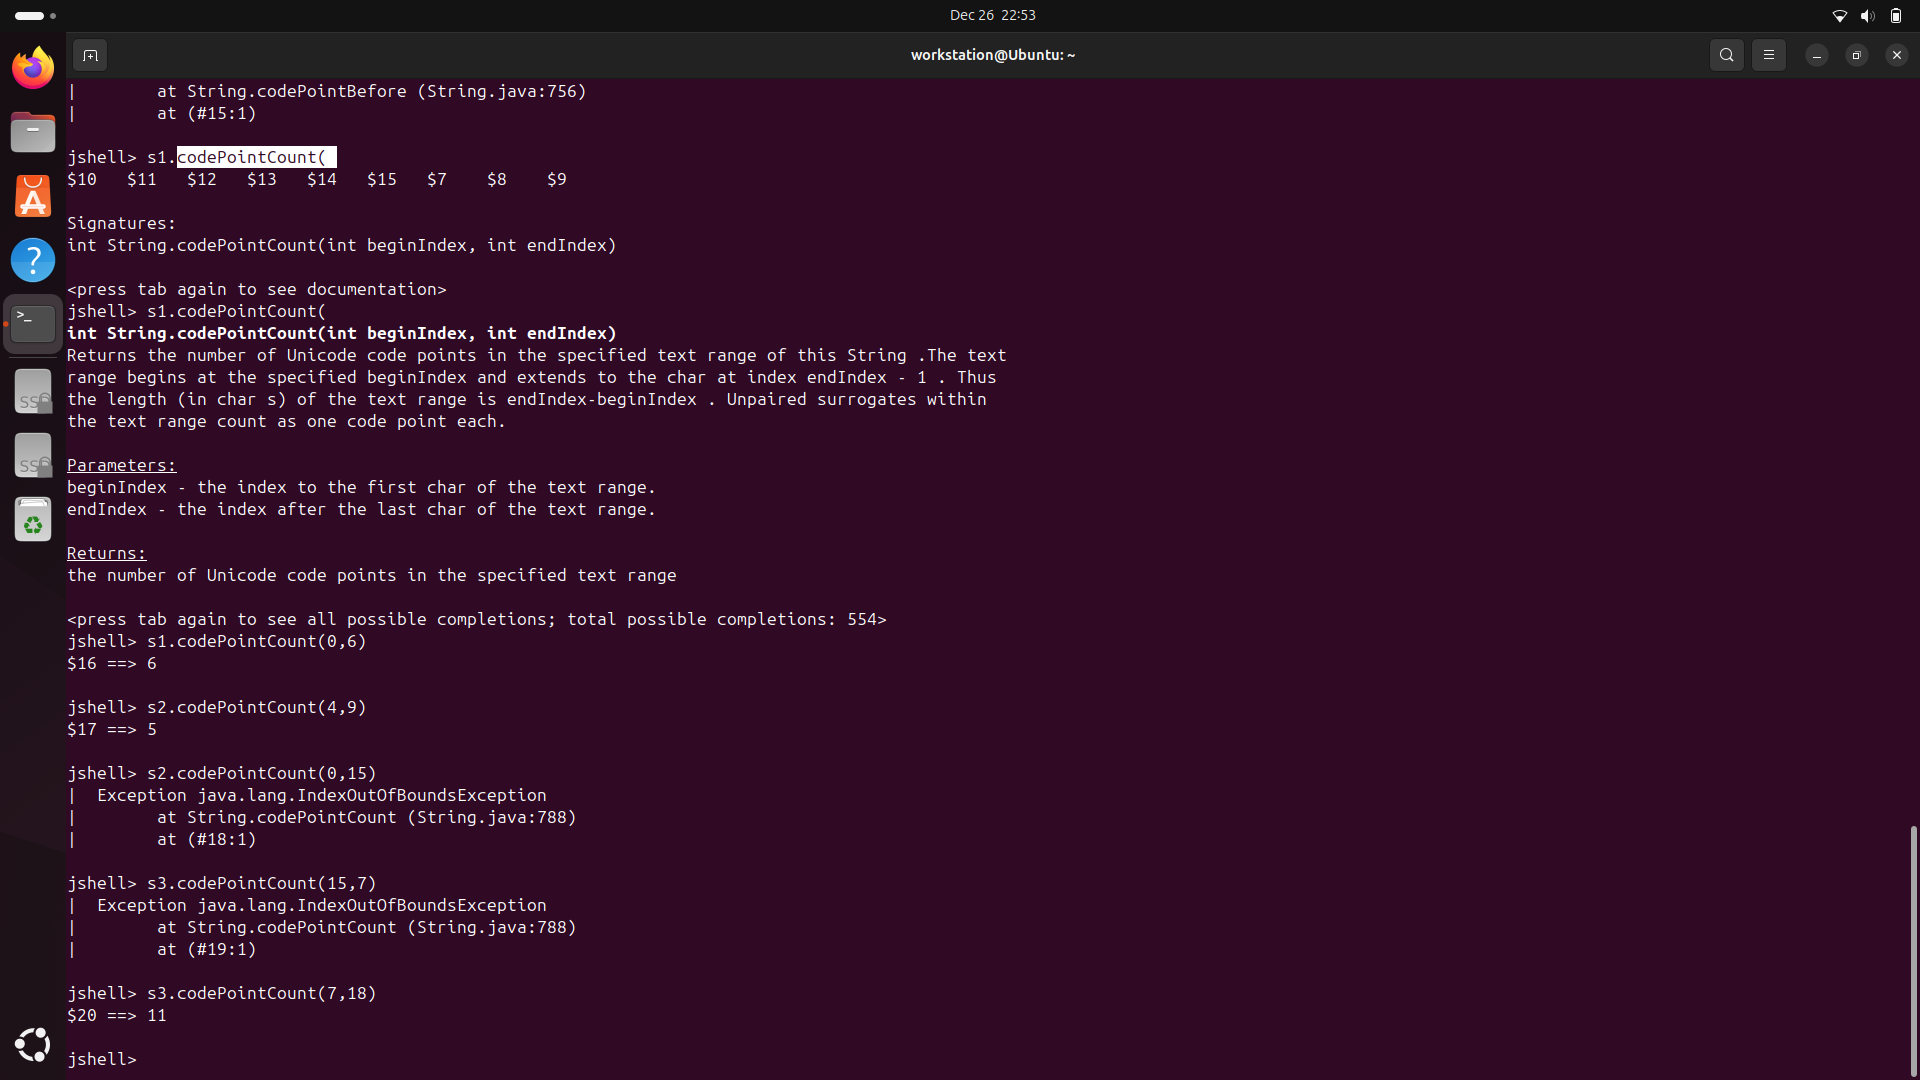 Dec 26 22:53
workstation@Ubuntu: ~
|        at String.codePointBefore (String.java:756)
|        at (#15:1)
jshell> s1.codePointCount(
$10   $11   $12   $13   $14   $15   $7    $8    $9
Signatures:
int String.codePointCount(int beginIndex, int endIndex)
<press tab again to see documentation>
jshell> s1.codePointCount(
int String.codePointCount(int beginIndex, int endIndex)
Returns the number of Unicode code points in the specified text range of this String .The text
range begins at the specified beginIndex and extends to the char at index endIndex - 1 . Thus
the length (in char s) of the text range is endIndex-beginIndex . Unpaired surrogates within
the text range count as one code point each.
Parameters:
beginIndex - the index to the first char of the text range.
endIndex - the index after the last char of the text range.
Returns:
the number of Unicode code points in the specified text range
<press tab again to see all possible completions; total possible completions: 554>
jshell> s1.codePointCount(0,6)
$16 ==> 6
jshell> s2.codePointCount(4,9)
$17 ==> 5
jshell> s2.codePointCount(0,15)
|  Exception java.lang.IndexOutOfBoundsException
|        at String.codePointCount (String.java:788)
|        at (#18:1)
jshell> s3.codePointCount(15,7)
|  Exception java.lang.IndexOutOfBoundsException
|        at String.codePointCount (String.java:788)
|        at (#19:1)
jshell> s3.codePointCount(7,18)
$20 ==> 11
jshell>